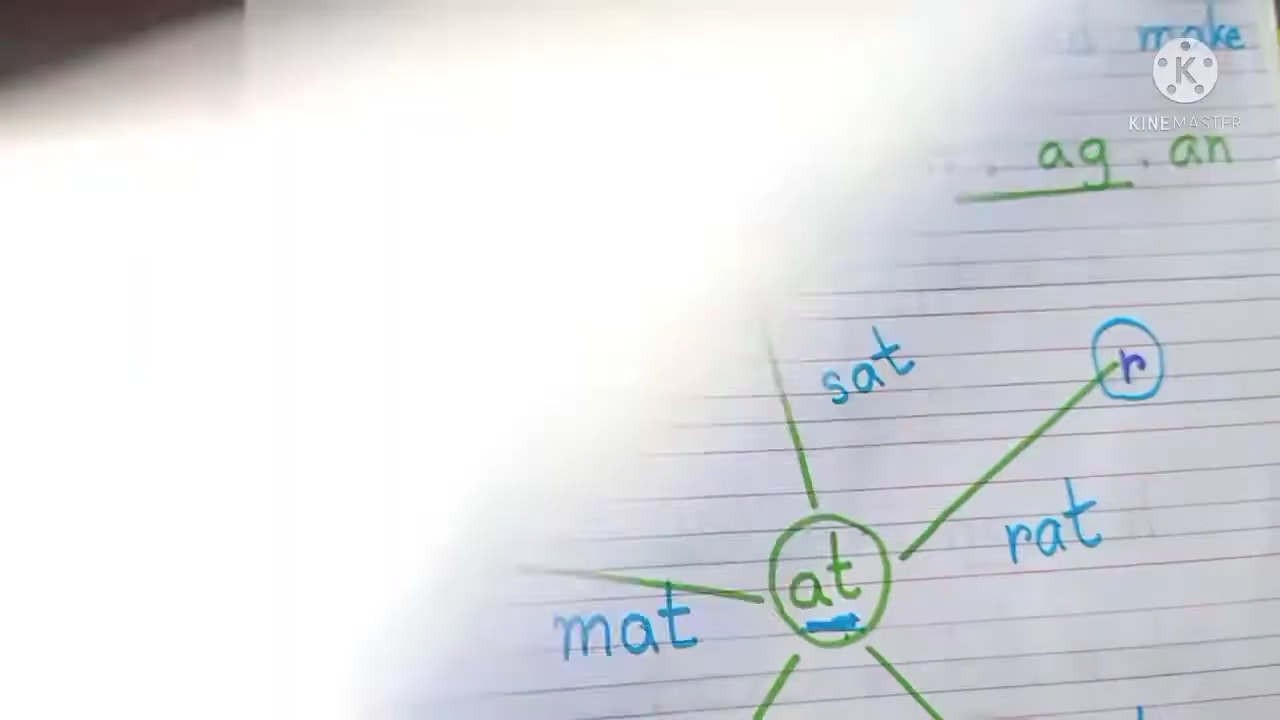 make
KINEMASTER
. ag . an
sat
r
rat
at
mat